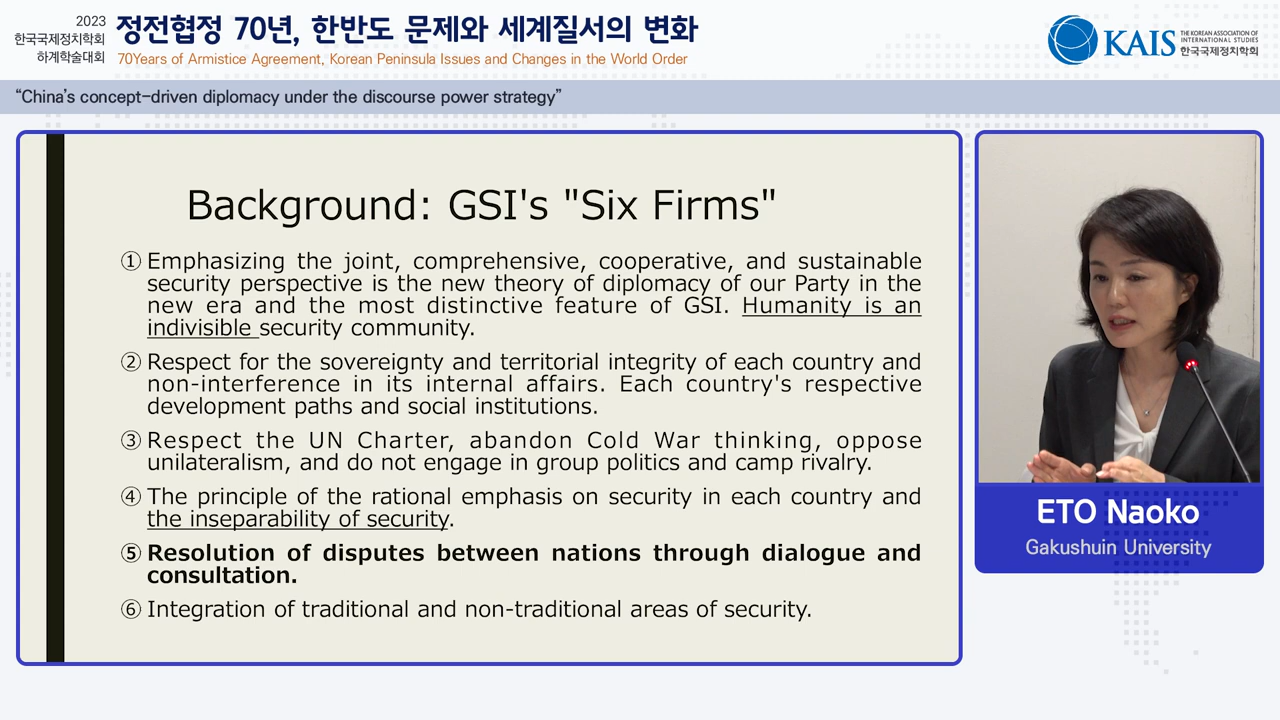 2023
한국국제정치학회
하계학술대회
정전협정 70년, 한반도 문제와 세계질서의 변화
70Years of Armistice Agreement, Korean Peninsula Issues and Changes in the World Order
KAIS
THE KOREAN ASSOCIATION OF
INTERNATIONAL STUDIES
한국국제정치학회
“China’s concept-driven diplomacy under the discourse power strategy”
Background: GSI's "Six Firms"
① Emphasizing the joint, comprehensive, cooperative, and sustainable
security perspective is the new theory of diplomacy of our Party in the
new era and the most distinctive feature of GSI. Humanity is an
indivisible security community.
② Respect for the sovereignty and territorial integrity of each country and
non-interference in its internal affairs. Each country's respective
development paths and social institutions.
③ Respect the UN Charter, abandon Cold War thinking, oppose
unilateralism, and do not engage in group politics and camp rivalry.
④ The principle of the rational emphasis on security in each country and
the inseparability of security.
⑤ Resolution of disputes between nations through dialogue and
consultation.
⑥ Integration of traditional and non-traditional areas of security.
ETO Naoko
Gakushuin University